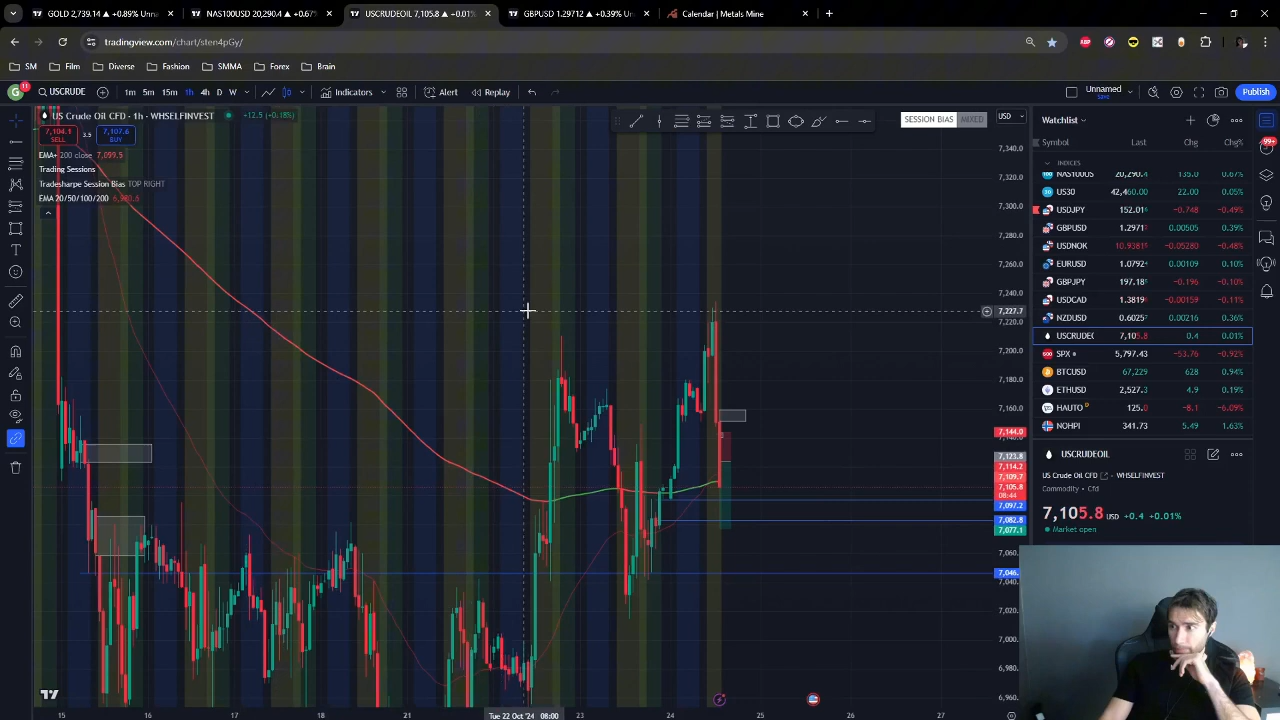 GOLD 2,739.14 ▲ +0.89% Unna
NAS100USD 20,290.4 ▲ +0.67%
USCRUDEOIL 7,105.8 ▲ +0.01%
GBPUSD 1.29712 ▲ +0.39% Un
Calendar | Metals Mine
tradingview.com/chart/sten4pGy/
SM
Film
Diverse
Fashion
SMMA
Forex
Brain
G
11
USCRUDE
1m 5m 15m 1h 4h D W
Indicators
Alert
Replay
Unnamed
Save
Publish
US Crude Oil CFD · 1h · WHSELFINVEST
+12.5 (+0.18%)
7,104.1
SELL
3.5
7,107.6
BUY
EMA+ 200 close 7,099.5
Trading Sessions
Tradesharpe Session Bias TOP RIGHT
EMA 20/50/100/200
SESSION BIAS MIXED
USD
7,340.0
7,320.0
7,300.0
7,280.0
7,260.0
7,240.0
7,227.7
7,220.0
7,200.0
7,180.0
7,160.0
7,144.0
7,123.8
7,114.2
7,109.7
7,105.8
08:44
7,097.2
7,082.8
7,077.1
7,060.
7,046.
7,040.
7,020.
7,000.
6,980.
6,960.
15
16
17
18
21
Tue 22 Oct '24 08:00
23
24
25
26
27
Watchlist
Symbol Last Chg Chg%
INDICES
NAS100US 20,290.4 135.0 0.67%
US30 42,460.00 22.00 0.05%
USDJPY 152.016 −0.748 −0.49%
GBPUSD 1.2971 0.00505 0.39%
USDNOK 10.9381 −0.05280 −0.48%
EURUSD 1.0792 0.00109 0.10%
GBPJPY 197.18 −0.196 −0.10%
USDCAD 1.3819 −0.00159 −0.11%
NZDUSD 0.6025 0.00216 0.36%
USCRUDE 7,105.8 0.4 0.01%
SPX 5,797.43 −53.76 −0.92%
BTCUSD 67,229 628 0.94%
ETHUSD 2,527.3 4.9 0.19%
HAUTO D 125.0 −8.1 −6.09%
NOHPI 341.73 5.49 1.63%
99+
USCRUDEOIL
US Crude Oil CFD • WHSELFINVEST
Commodity • Cfd
7,105.8 USD +0.4 +0.01%
Market open